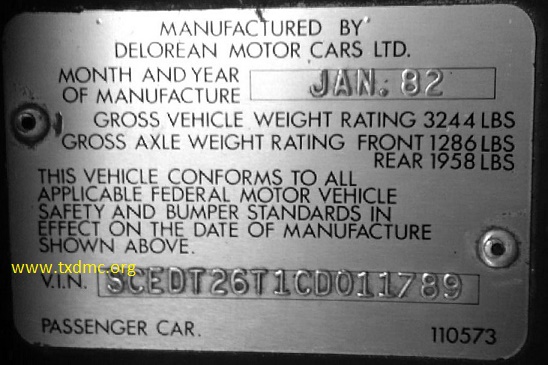 MANUFACTURED BY
DELOREAN MOTOR CARS LTD.
MONTH AND YEAR
OF MANUFACTURE JAN. 82
GROSS VEHICLE WEIGHT RATING 3244 LBS
GROSS AXLE WEIGHT RATING FRONT 1286 LBS
REAR 1958 LBS
THIS VEHICLE CONFORMS TO ALL
APPLICABLE FEDERAL MOTOR VEHICLE
SAFETY AND BUMPER STANDARDS IN
EFFECT ON THE DATE OF MANUFACTURE
SHOWN ABOVE.
www.txdmc.org
V.I.N. SCEDT26T1CD011789
PASSENGER CAR. 110573